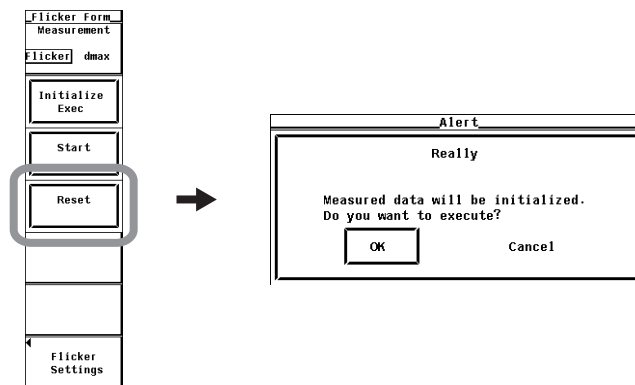 Flicker Form
Measurement
Flicker dmax
Initialize
Exec
Start
Reset
Flicker
Settings
Alert
Really
Measured data will be initialized.
Do you want to execute?
OK Cancel